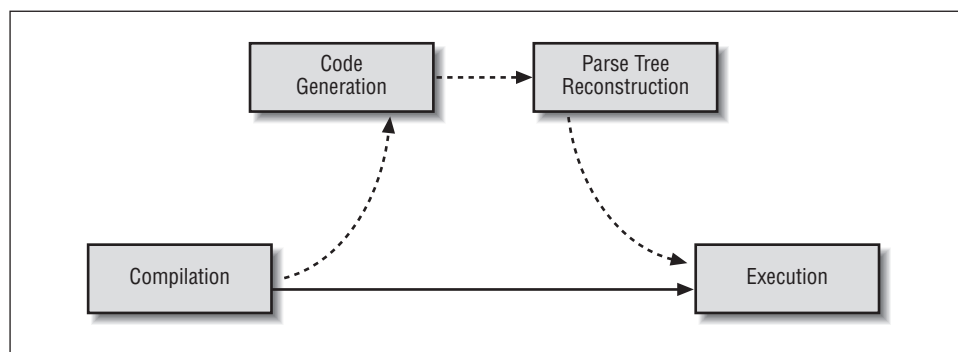 Code
Generation
Parse Tree
Reconstruction
Compilation
Execution